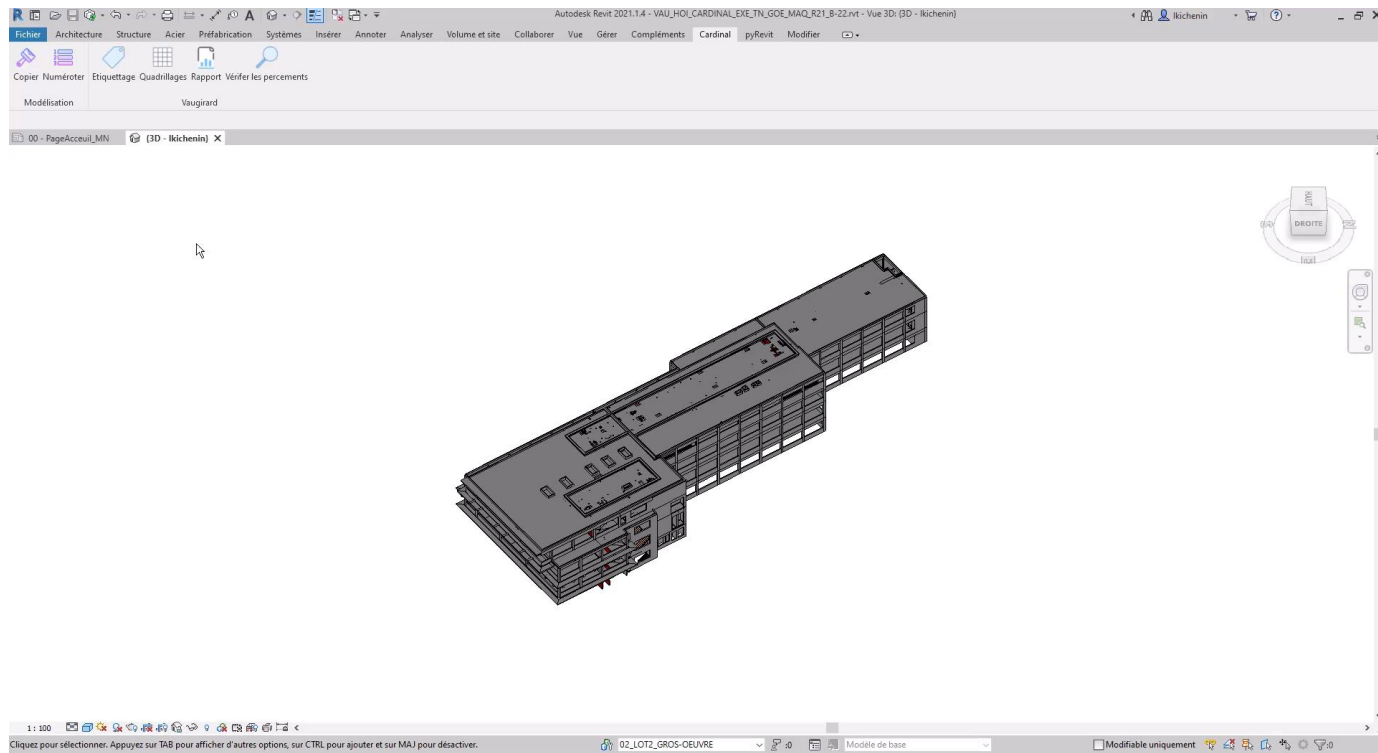 Autodesk Revit 2021.1.4 - VAU_HOI_CARDINAL_EXE_TN_GOE_MAQ_R21_B-22.rvt - Vue 3D: {3D - lkichenin}
lkichenin
Fichier Architecture Structure Acier Préfabrication Systèmes Insérer Annoter Analyser Volume et site Collaborer Vue Gérer Compléments Cardinal pyRevit Modifier
Copier Numéroter Etiquettage Quadrillages Rapport Vérifer les percements
Modélisation Vaugirard
00 - PageAcceuil_MN {3D - lkichenin}
HAUT
DROITE
1 : 100
Cliquez pour sélectionner. Appuyez sur TAB pour afficher d'autres options, sur CTRL pour ajouter et sur MAJ pour désactiver. 02_LOT2_GROS-OEUVRE :0 Modèle de base Modifiable uniquement :0